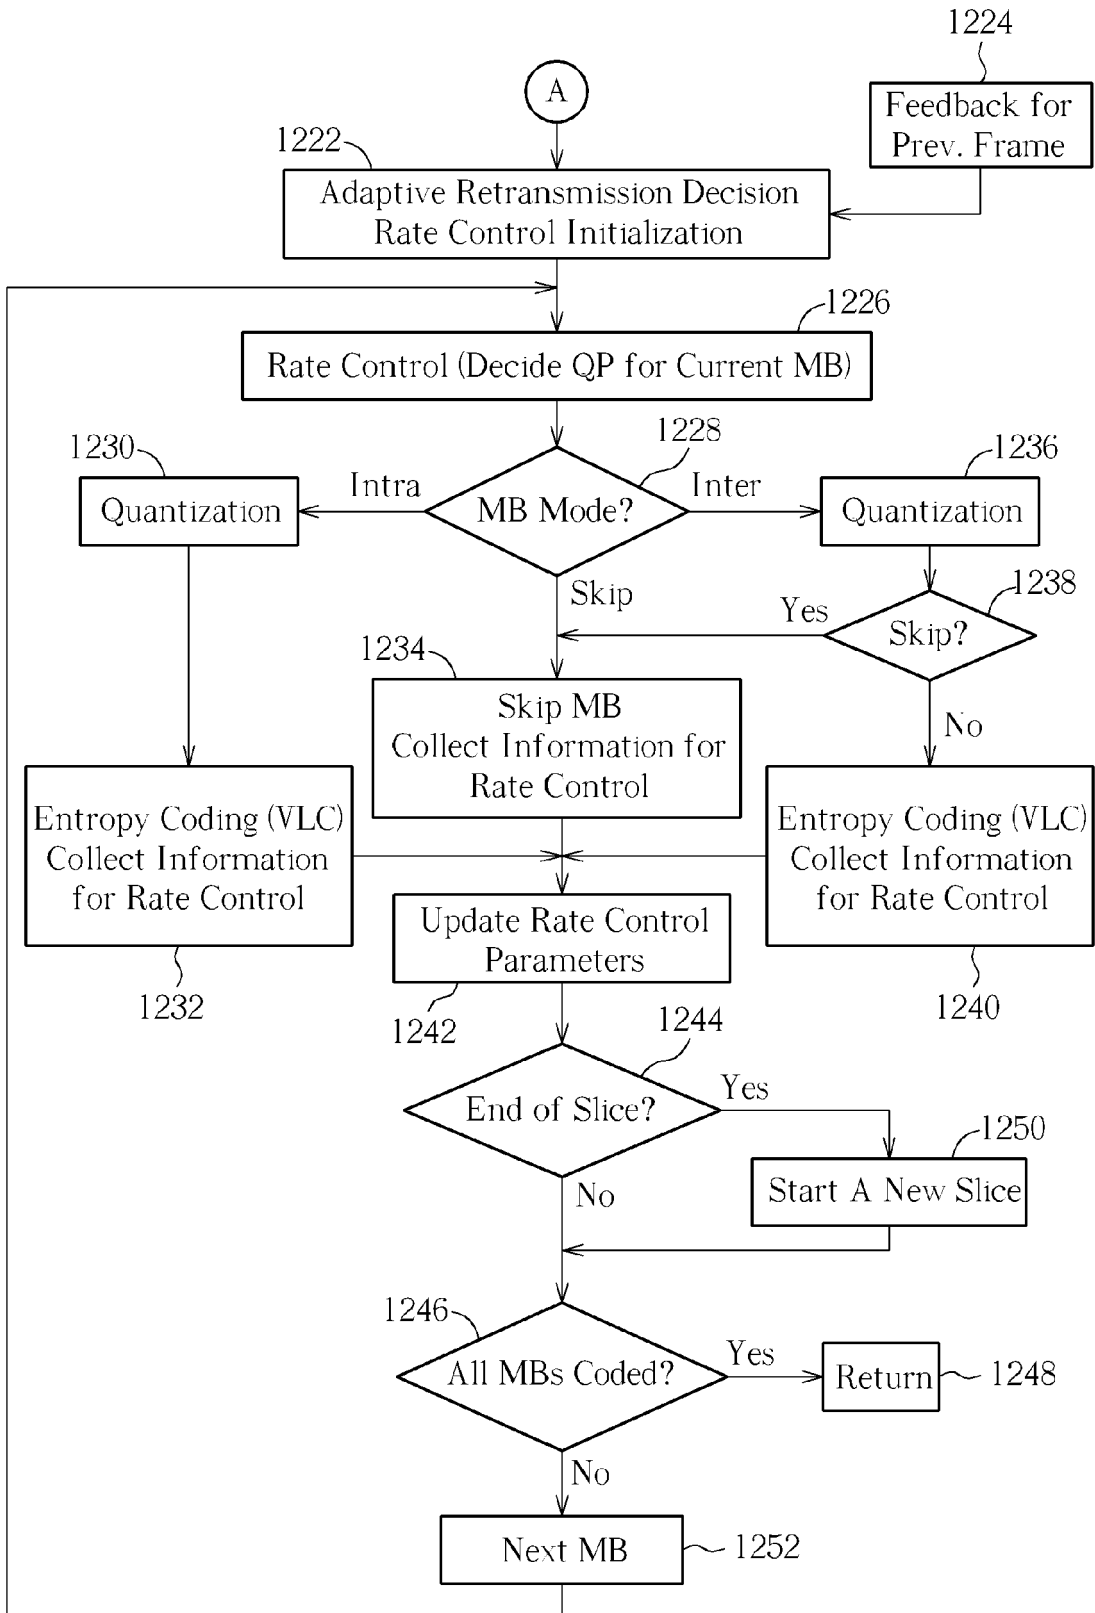 1224
A
Feedback for
Prev. Frame
1222
Adaptive Retransmission Decision
Rate Control Initialization
1226
Rate Control (Decide QP for Current MB)
1230
1228
1236
Intra
Inter
Quantization
MB Mode?
Quantization
Skip
Yes
1238
Skip?
1234
Skip MB
Collect Information for
Rate Control
No
Entropy Coding (VLC)
Collect Information
for Rate Control
Entropy Coding (VLC)
Collect Information
for Rate Control
Update Rate Control
Parameters
1232
1242
1240
1244
End of Slice?
Yes
1250
Start A New Slice
No
1246
All MBs Coded?
Yes
Return
1248
No
Next MB
1252